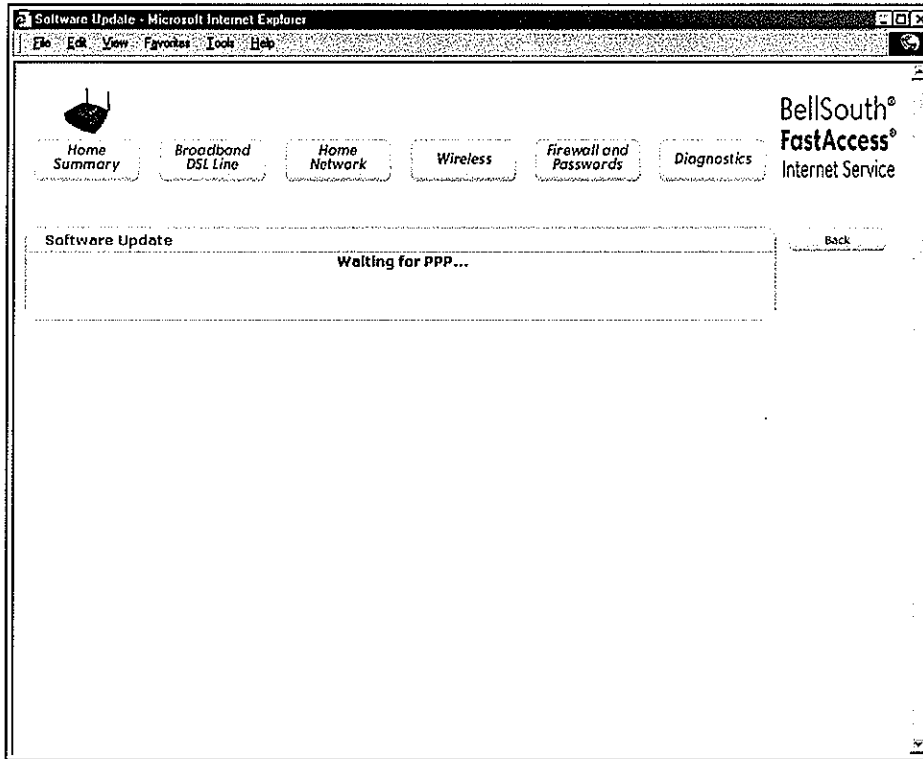 Software Update - Microsoft Internet Explorer
File Edit View Favorites Tools Help
BellSouth®
FastAccess®
Internet Service
Home
Summary
Broadband
DSL Line
Home
Network
Wireless
Firewall and
Passwords
Diagnostics
Software Update
Back
Waiting for PPP...